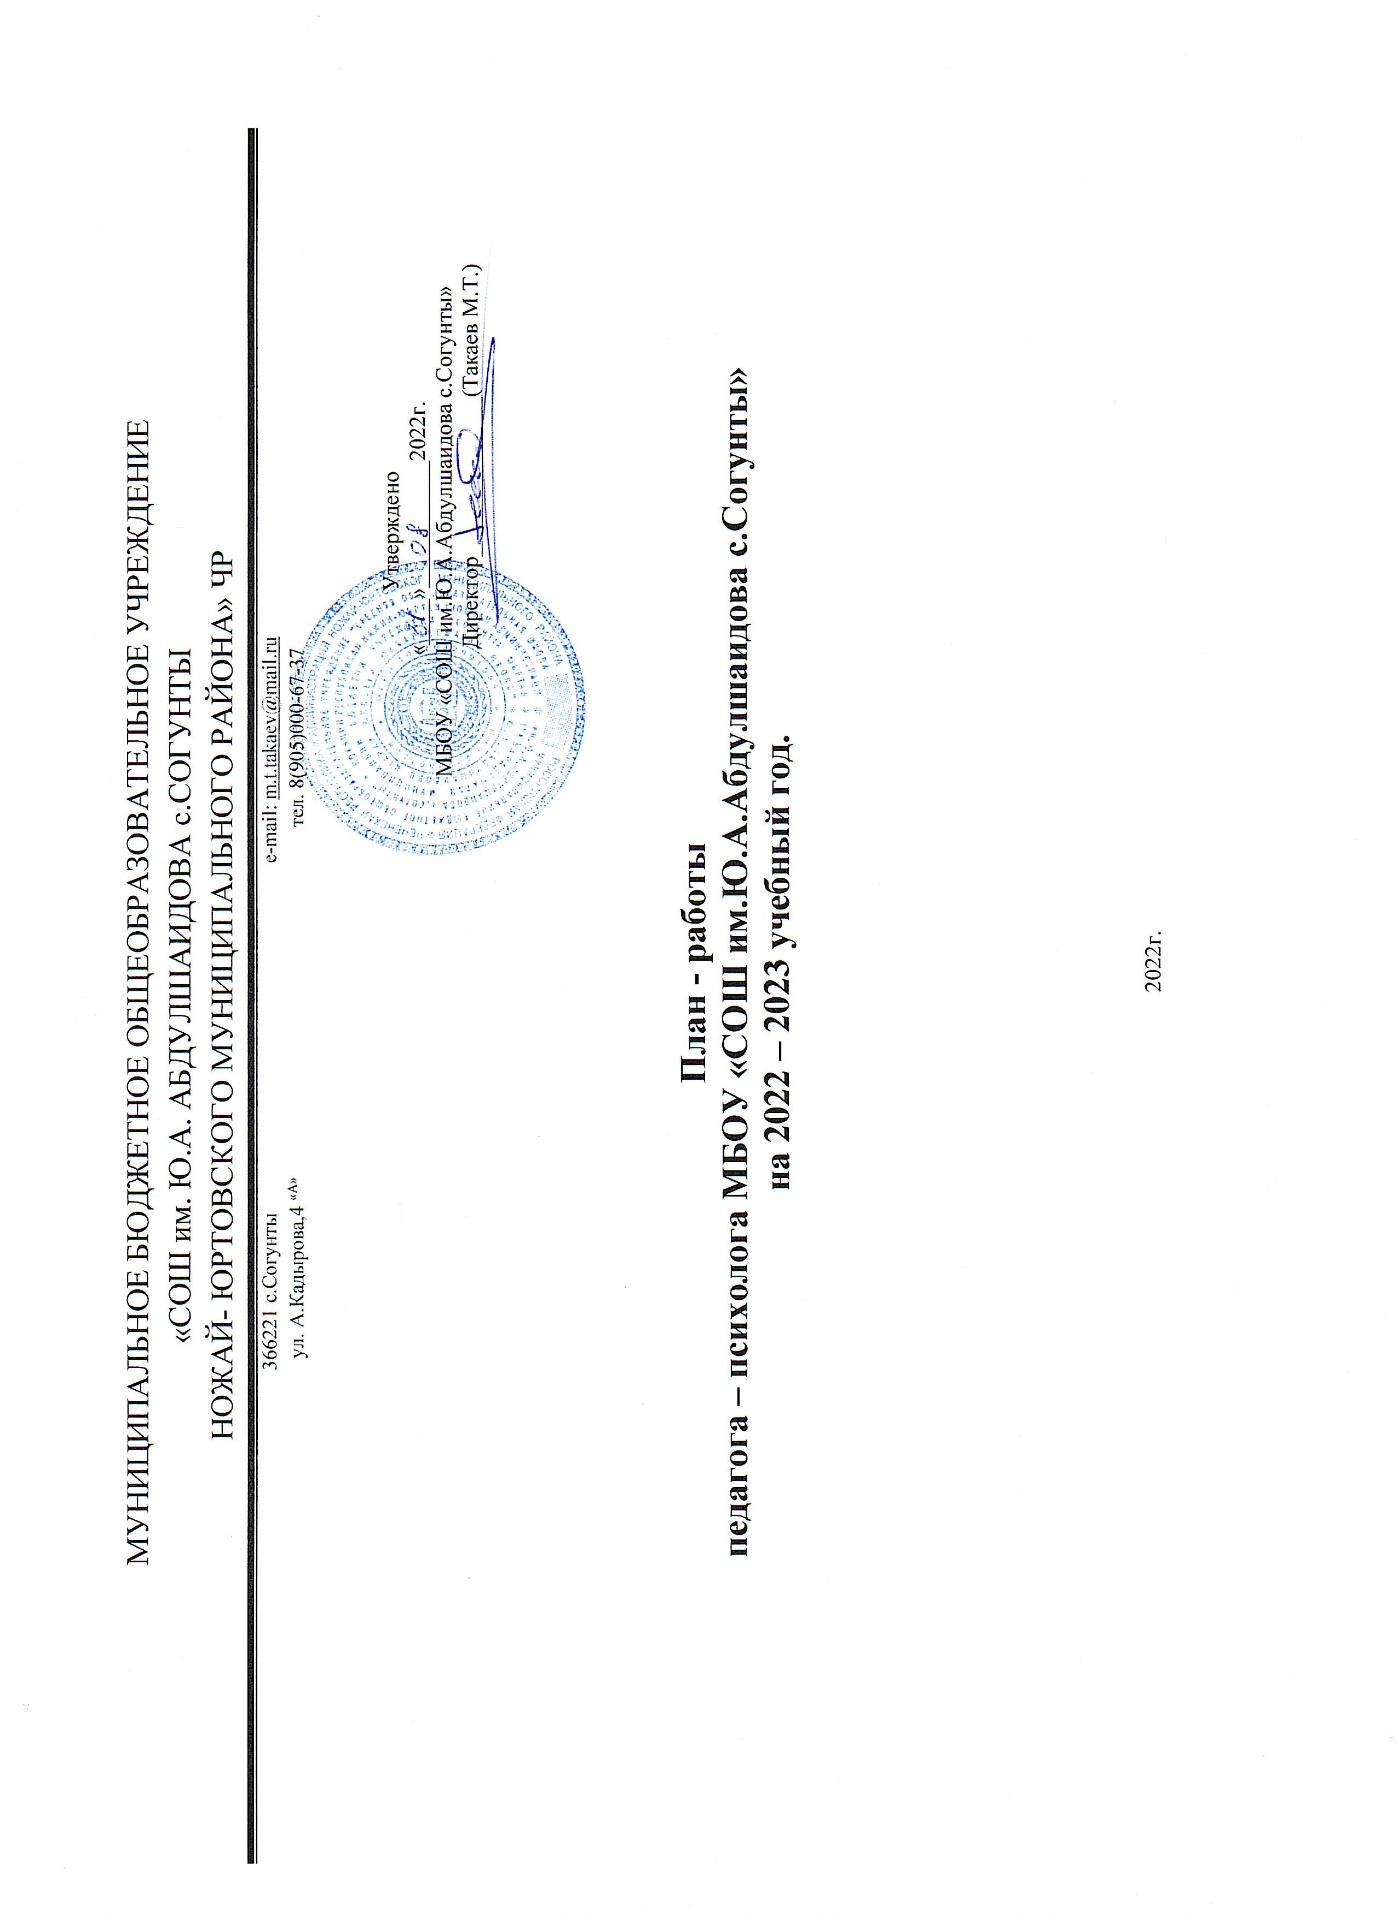 МУНИЦИПАЛЬНОЕ БЮДЖЕТНОЕ ОБЩЕОБРАЗОВАТЕЛЬНОЕ УЧРЕЖДЕНИЕ
«СОШ им. Ю.А. АБДУЛШАИДОВА с.СОГУНТЫ
НОЖАЙ- ЮРТОВСКОГО МУНИЦИПАЛЬНОГО РАЙОНА» ЧР
366221 с.Согунты e-mail: m.t.takaev@mail.ru
ул. А.Кадырова,4 «А» тел. 8(905)000-67-37
Утверждено
« » 08 2022г.
МБОУ «СОШ им.Ю.А.Абдулшаидова с.Согунты»
Директор (Такаев М.Т.)
План - работы
педагога – психолога МБОУ «СОШ им.Ю.А.Абдулшаидова с.Согунты»
на 2022 – 2023 учебный год.
2022г.